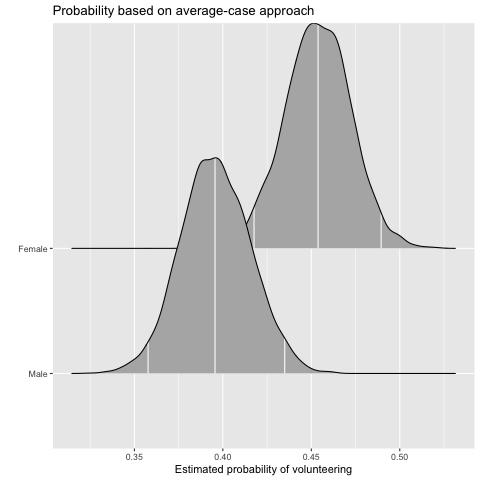 Probability based on average-case approach
Female
Male
0.35 0.40 0.45 0.50
Estimated probability of volunteering